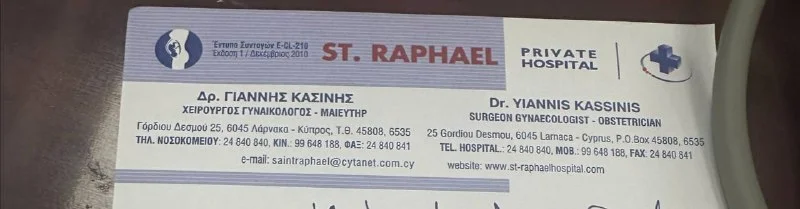 Έντυπο Συνταγών E-GL-210
Έκδοση 1 / Δεκέμβριος 2010
ST. RAPHAEL
PRIVATE
HOSPITAL
Δρ. ΓΙΑΝΝΗΣ ΚΑΣΙΝΗΣ
ΧΕΙΡΟΥΡΓΟΣ ΓΥΝΑΙΚΟΛΟΓΟΣ - ΜΑΙΕΥΤΗΡ
Γόρδιου Δεσμού 25, 6045 Λάρνακα - Κύπρος, Τ.Θ. 45808, 6535
ΤΗΛ. ΝΟΣΟΚΟΜΕΙΟΥ: 24 840 840, ΚΙΝ.: 99 648 188, ΦΑΞ: 24 840 841
e-mail: saintraphael@cytanet.com.cy
Dr. YIANNIS KASSINIS
SURGEON GYNAECOLOGIST - OBSTETRICIAN
25 Gordiou Desmou, 6045 Larnaca - Cyprus, P.O.Box 45808, 6535
TEL. HOSPITAL.: 24 840 840, MOB.: 99 648 188, FAX: 24 840 841
website: www.st-raphaelhospital.com